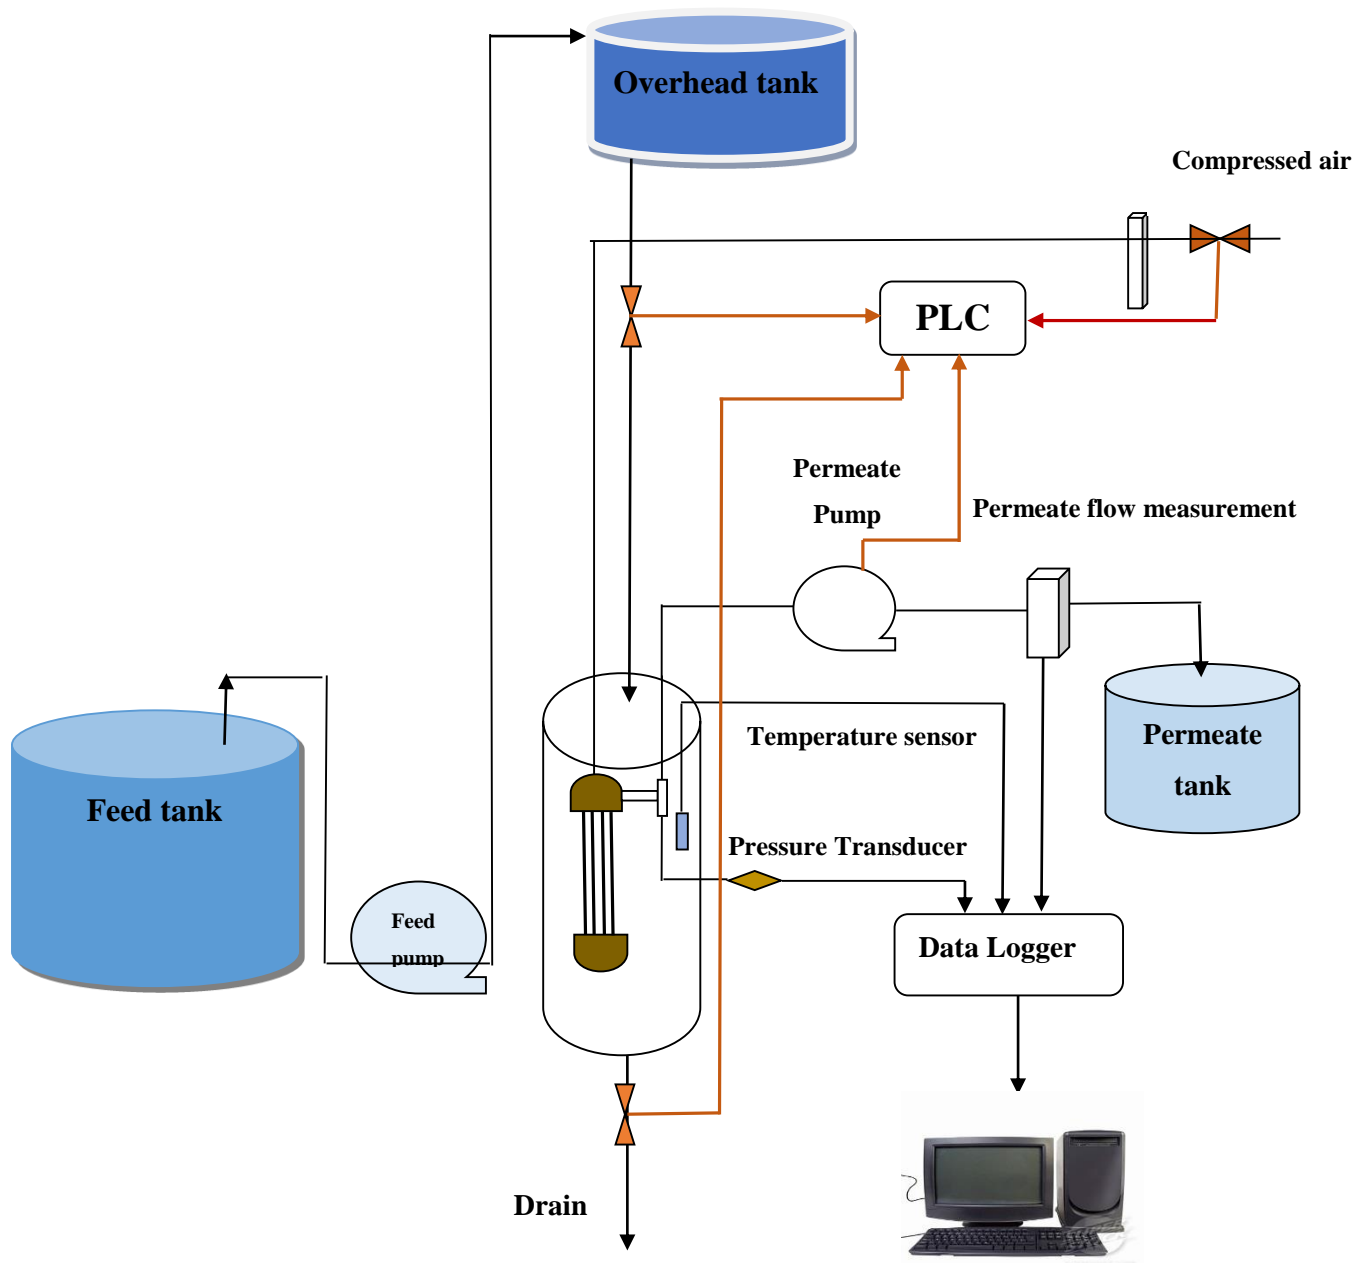 Overhead tank
Compressed air
PLC
Permeate
Pump
Permeate flow measurement
Temperature sensor
Permeate
tank
Feed tank
Pressure Transducer
Feed
pump
Data Logger
Drain